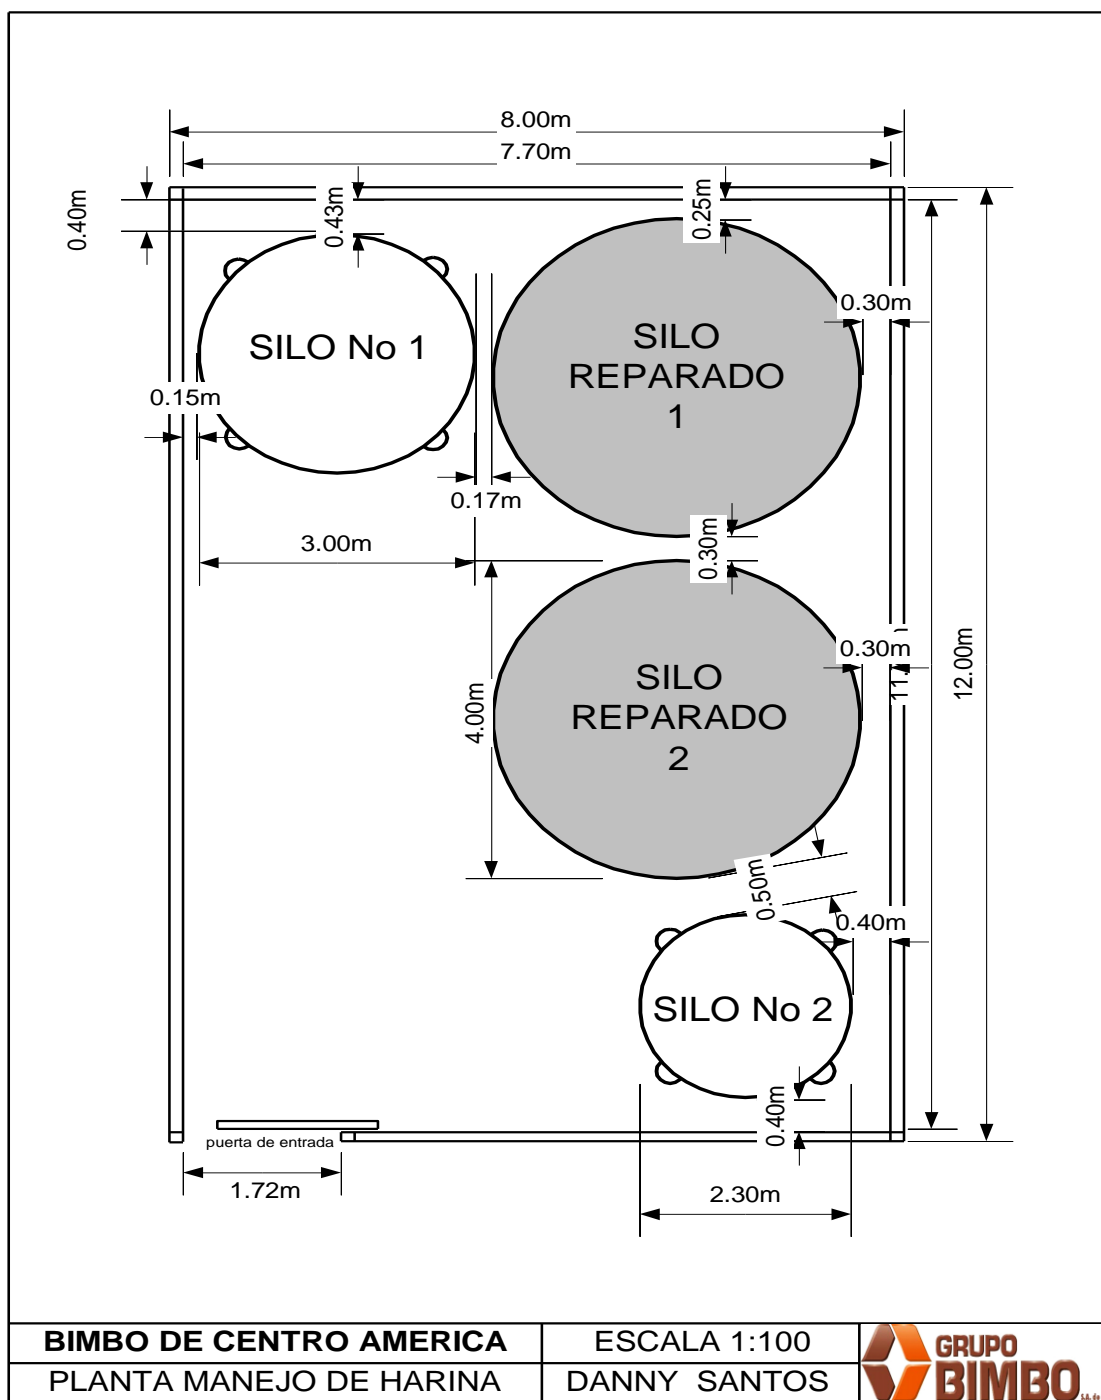 8.00m
7.70m
0.40m
0.43m
0.25m
0.30m
SILO No 1
SILO
REPARADO
1
0.15m
0.17m
3.00m
0.30m
0.30m
11.
12.00m
4.00m
SILO
REPARADO
2
0.50m
0.40m
SILO No 2
0.40m
puerta de entrada
1.72m
2.30m
BIMBO DE CENTRO AMERICA
ESCALA 1:100
GRUPO
BIMBO
PLANTA MANEJO DE HARINA
DANNY SANTOS